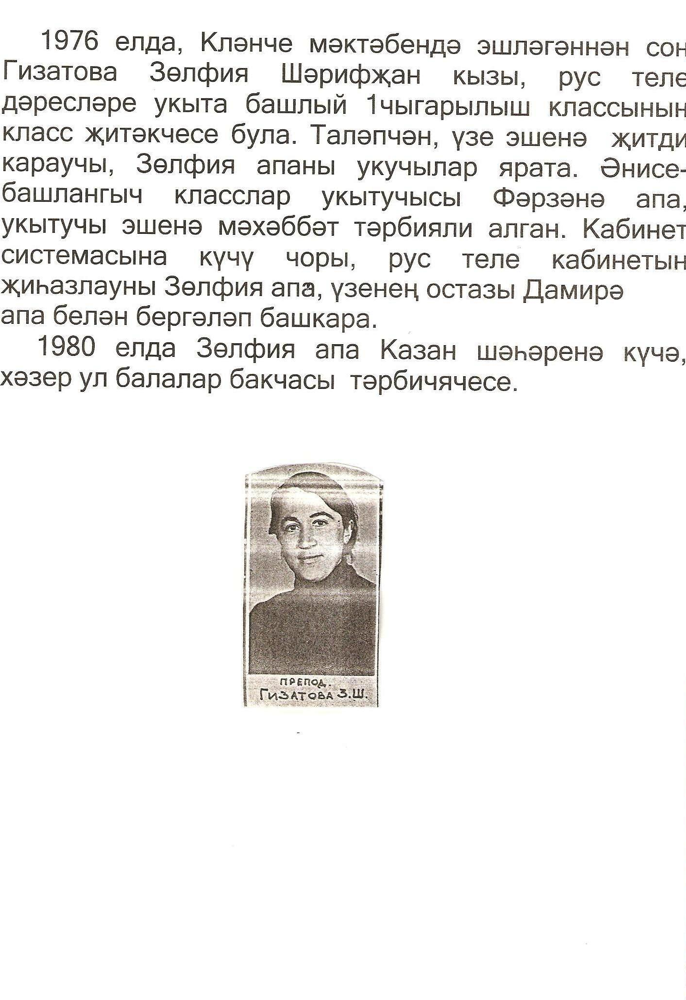 1976 елда, Кләнче мәктәбендә эшләгәннән сон
Гизатова Зөлфия Шәрифҗан кызы, рус теле
дәресләре укыта башлый 1чыгарылыш классынын
класс җитәкчесе була. Таләпчән, үзе эшенә җитди
караучы, Зөлфия апаны укучылар ярата. Әнисе-
башлангыч класслар укытучысы Фәрзәнә апа,
укытучы эшенә мәхәббәт тәрбияли алган. Кабинет
системасына күчү чоры, рус теле кабинетын
җиһазлауны Зөлфия апа, үзенең остазы Дамирә
апа белән бергәләп башкара.
1980 елда Зөлфия апа Казан шәһәренә күчә,
хәзер ул балалар бакчасы тәрбичячесе.
ПРЕПОД.
ГИЗАТОВА З.Ш.